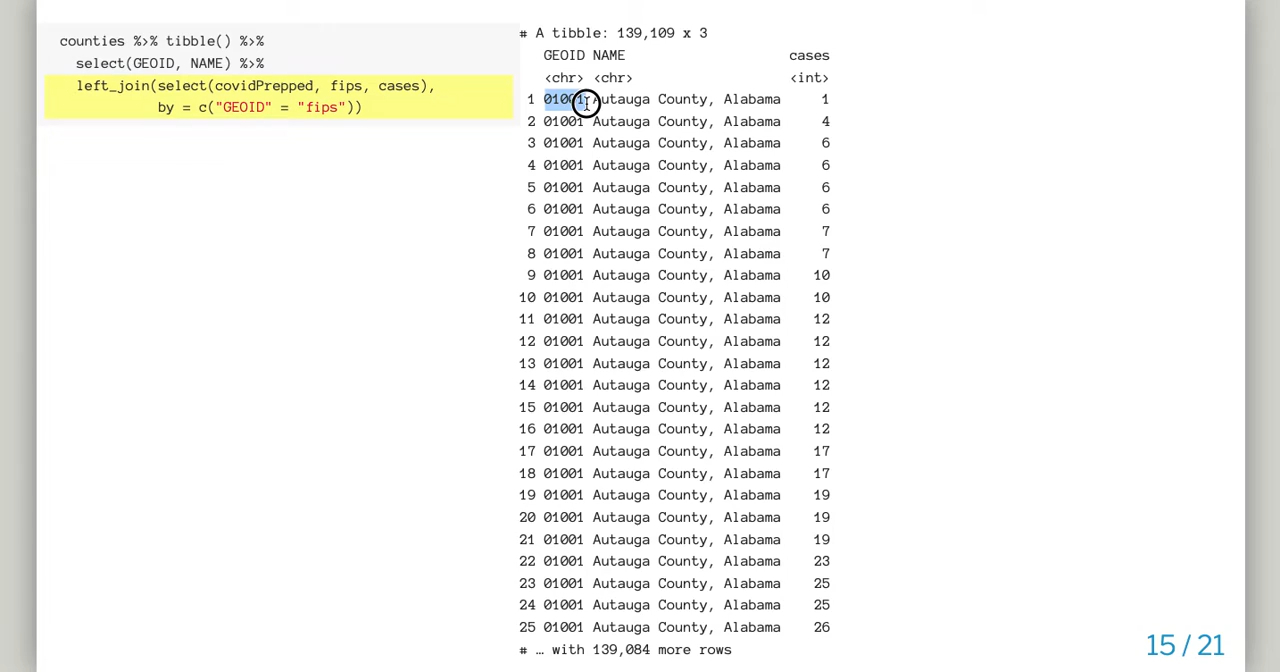 counties %>% tibble() %>%
select(GEOID, NAME) %>%
left_join(select(covidPrepped, fips, cases),
by = c("GEOID" = "fips"))
# A tibble: 139,109 x 3
GEOID NAME cases
<chr> <chr> <int>
1 01001 Autauga County, Alabama 1
2 01001 Autauga County, Alabama 4
3 01001 Autauga County, Alabama 6
4 01001 Autauga County, Alabama 6
5 01001 Autauga County, Alabama 6
6 01001 Autauga County, Alabama 6
7 01001 Autauga County, Alabama 7
8 01001 Autauga County, Alabama 7
9 01001 Autauga County, Alabama 10
10 01001 Autauga County, Alabama 10
11 01001 Autauga County, Alabama 12
12 01001 Autauga County, Alabama 12
13 01001 Autauga County, Alabama 12
14 01001 Autauga County, Alabama 12
15 01001 Autauga County, Alabama 12
16 01001 Autauga County, Alabama 12
17 01001 Autauga County, Alabama 17
18 01001 Autauga County, Alabama 17
19 01001 Autauga County, Alabama 19
20 01001 Autauga County, Alabama 19
21 01001 Autauga County, Alabama 19
22 01001 Autauga County, Alabama 23
23 01001 Autauga County, Alabama 25
24 01001 Autauga County, Alabama 25
25 01001 Autauga County, Alabama 26
# … with 139,084 more rows
15 / 21